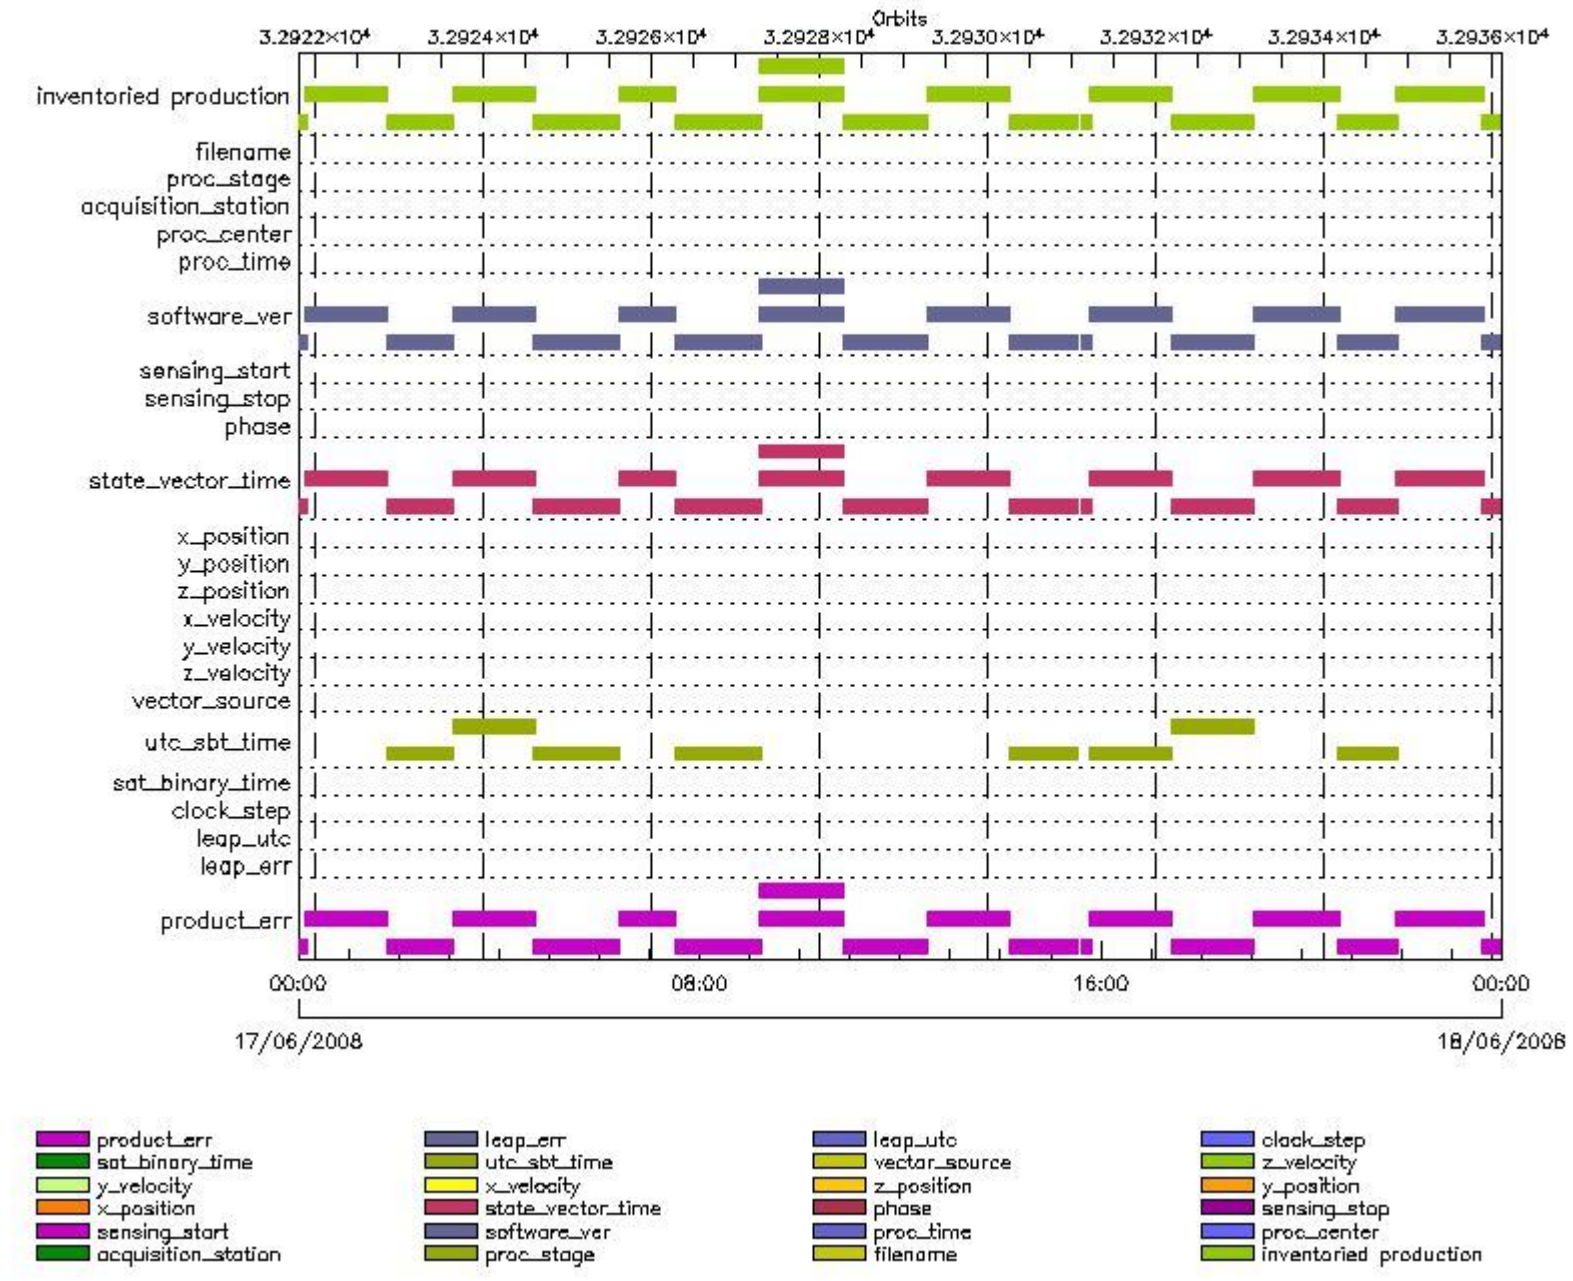 Orbits
3.2922×10⁴ 3.2924×10⁴ 3.2926×10⁴ 3.2928×10⁴ 3.2930×10⁴ 3.2932×10⁴ 3.2934×10⁴ 3.2936×10⁴
inventoried production
filename
proc_stage
acquisition_station
proc_center
proc_time
software_ver
sensing_start
sensing_stop
phase
state_vector_time
x_position
y_position
z_position
x_velocity
y_velocity
z_velocity
vector_source
utc_sbt_time
sat_binary_time
clock_step
leap_utc
leap_err
product_err
00:00 08:00 16:00 00:00
17/06/2008 18/06/2008
product_err leap_err leap_utc clock_step
sat_binary_time utc_sbt_time vector_source z_velocity
y_velocity x_velocity z_position y_position
x_position state_vector_time phase sensing_stop
sensing_start software_ver proc_time proc_center
acquisition_station proc_stage filename inventoried production